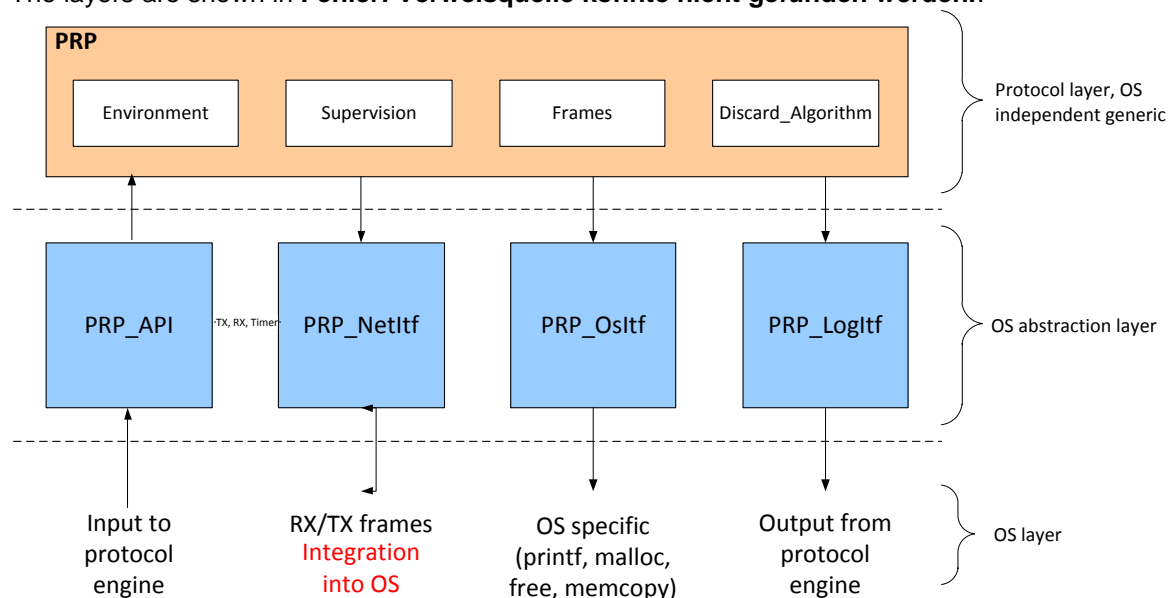 The layers are shown in Fehler! Verweisquelle konnte nicht gefunden werden..
PRP
Environment
Supervision
Frames
Discard_Algorithm
Protocol layer, OS
independent generic
PRP_API
TX, RX, Timer
PRP_NetItf
PRP_OsItf
PRP_LogItf
OS abstraction layer
Input to
protocol
engine
RX/TX frames
Integration
into OS
OS specific
(printf, malloc,
free, memcopy)
Output from
protocol
engine
OS layer